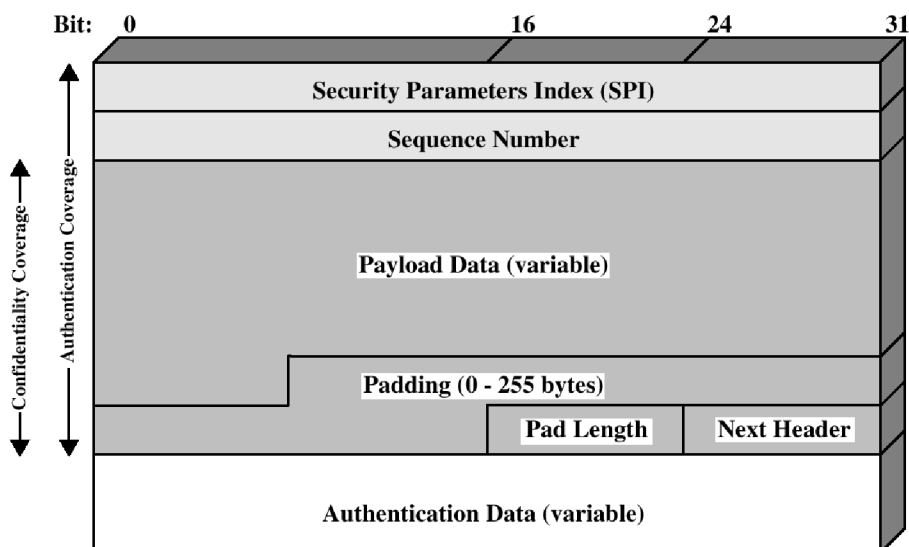 Bit: 0 16 24 31
Security Parameters Index (SPI)
Sequence Number
Payload Data (variable)
Padding (0 - 255 bytes)
Pad Length Next Header
Authentication Data (variable)
Confidentiality Coverage
Authentication Coverage